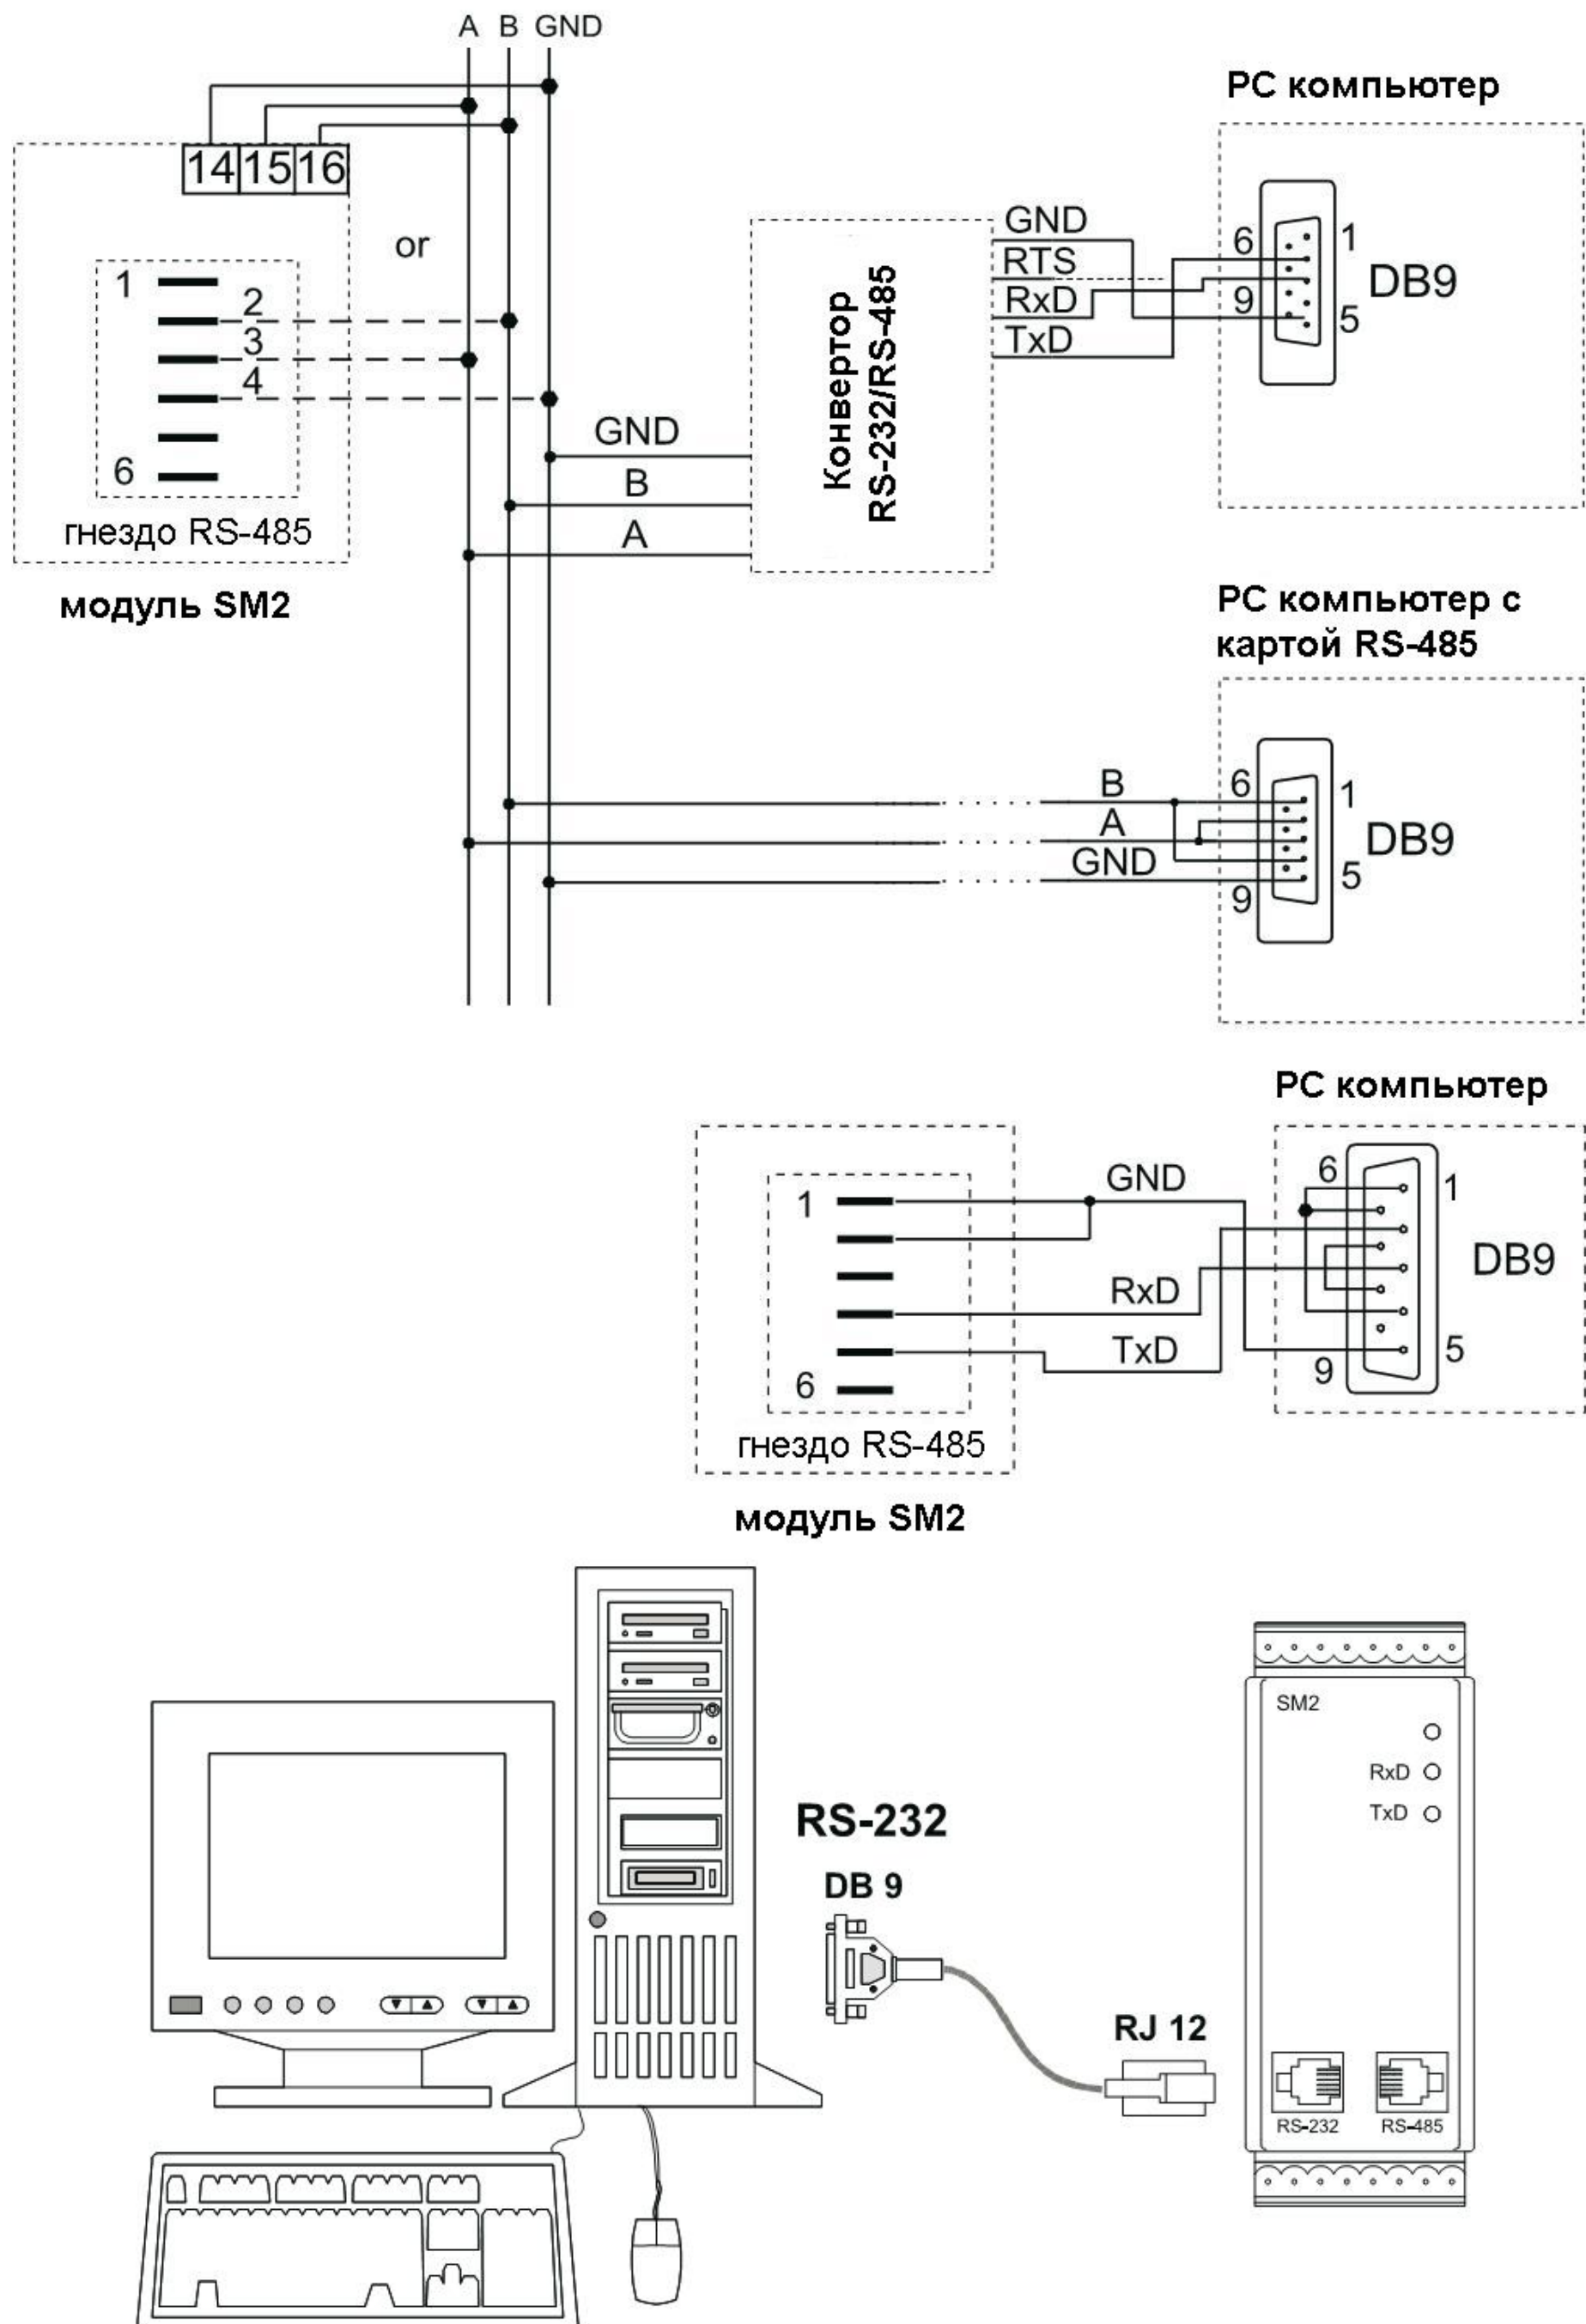 A B GND
14 15 16
or
1
2
3
4
6
гнездо RS-485
модуль SM2
GND
B
A
Конвертор
RS-232/RS-485
GND
RTS
RxD
TxD
PC компьютер
6 1
9 5
DB9
PC компьютер с
картой RS-485
B
A
GND
6 1
9 5
DB9
PC компьютер
1
6
гнездо RS-485
модуль SM2
GND
RxD
TxD
6 1
9 5
DB9
RS-232
DB 9
RJ 12
SM2
RxD
TxD
RS-232 RS-485